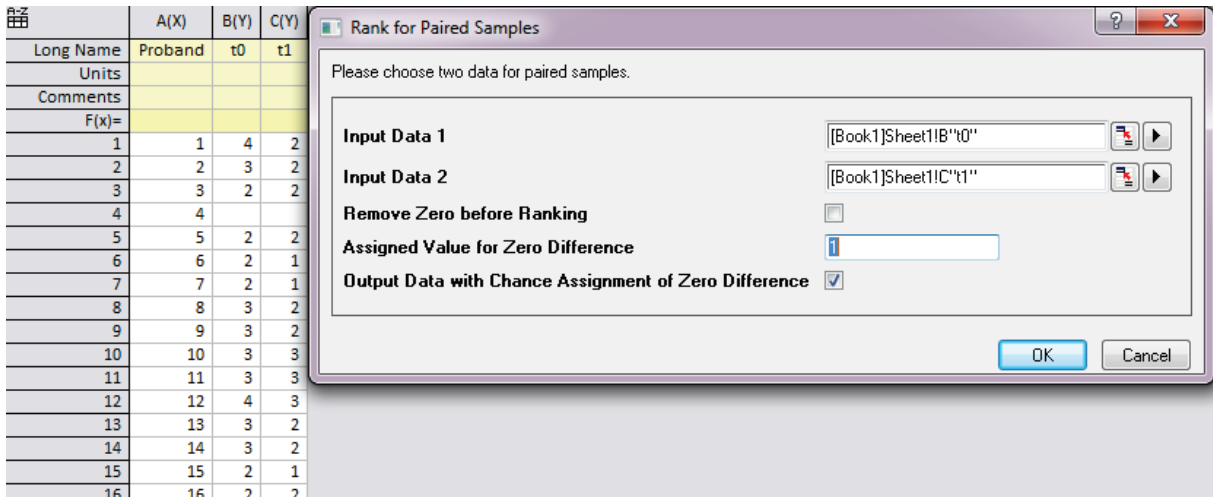 A-Z
A(X) B(Y) C(Y)
Long Name Proband t0 t1
Units
Comments
F(x)=
1 1 4 2
2 2 3 2
3 3 2 2
4 4
5 5 2 2
6 6 2 1
7 7 2 1
8 8 3 2
9 9 3 2
10 10 3 3
11 11 3 3
12 12 4 3
13 13 3 2
14 14 3 2
15 15 2 1
16 16 2 2
Rank for Paired Samples
?
Please choose two data for paired samples.
Input Data 1 [Book1]Sheet1!B"t0"
Input Data 2 [Book1]Sheet1!C"t1"
Remove Zero before Ranking
Assigned Value for Zero Difference 1
Output Data with Chance Assignment of Zero Difference
OK Cancel